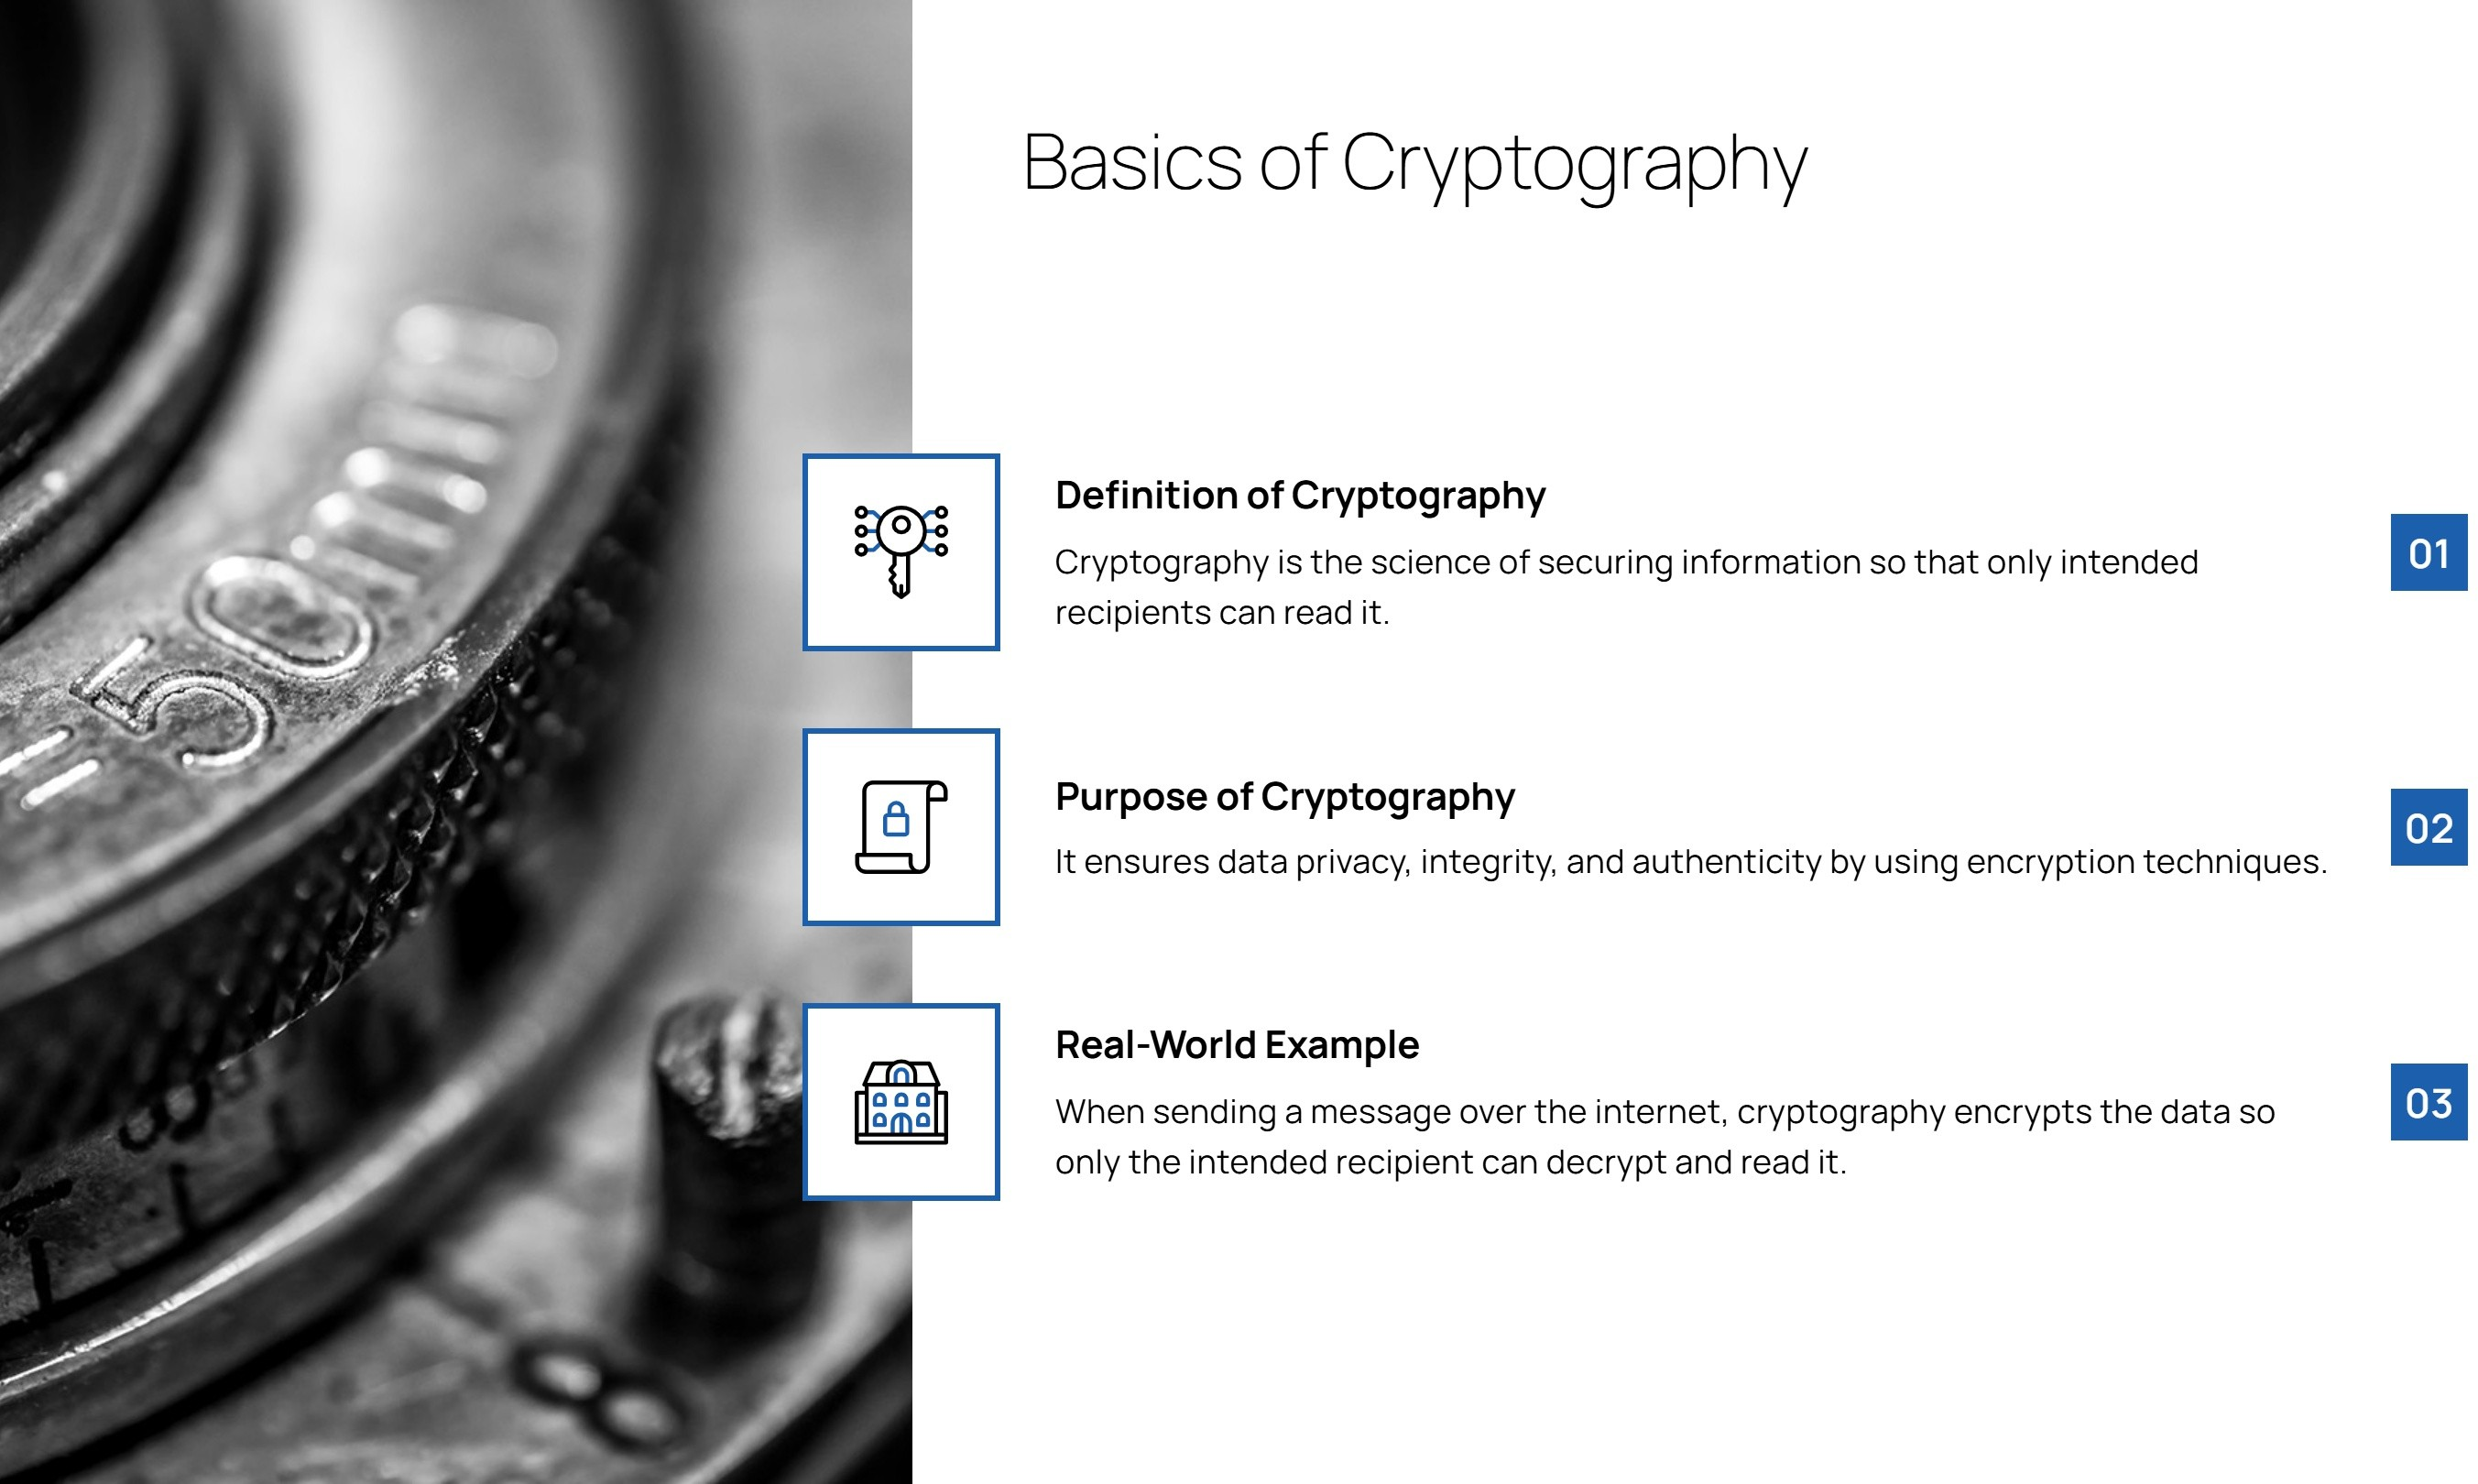 Basics of Cryptography
=50mm
8
Definition of Cryptography
Cryptography is the science of securing information so that only intended
recipients can read it.
01
Purpose of Cryptography
It ensures data privacy, integrity, and authenticity by using encryption techniques.
02
Real-World Example
When sending a message over the internet, cryptography encrypts the data so
only the intended recipient can decrypt and read it.
03